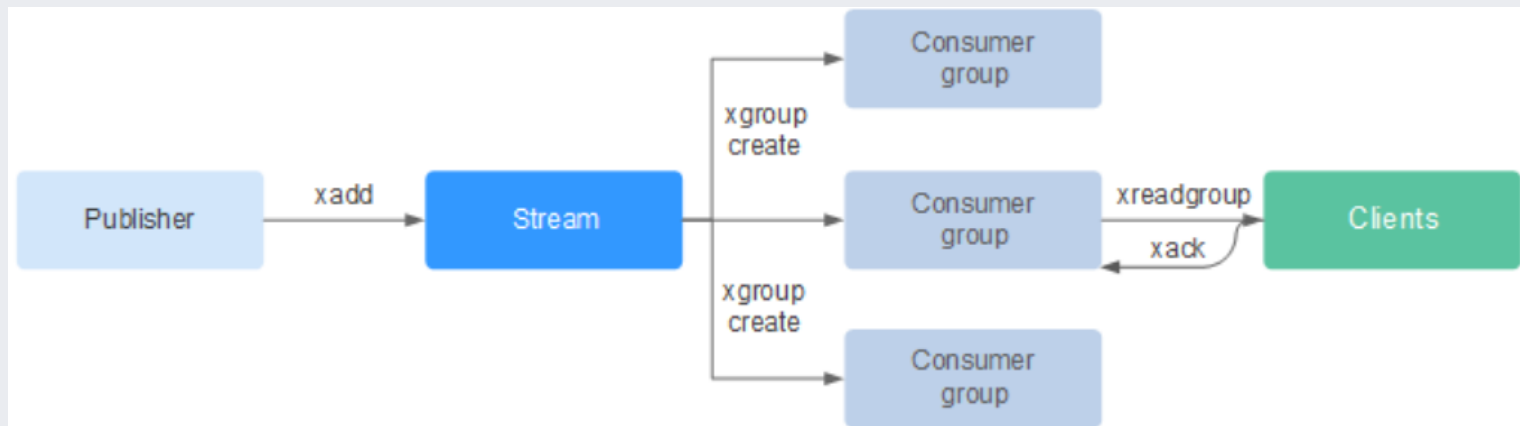 Consumer
group
xgroup
create
Publisher
xadd
Stream
Consumer
group
xreadgroup
xack
Clients
xgroup
create
Consumer
group